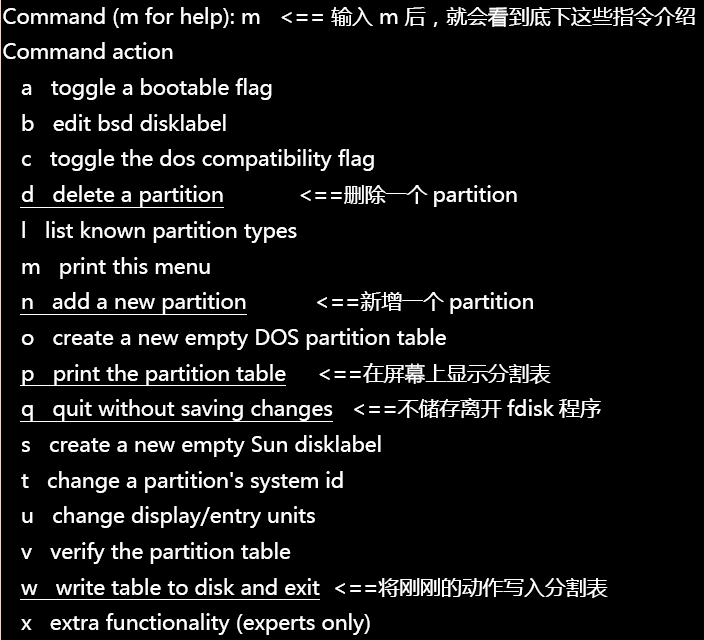 Command (m for help): m <== 输入 m 后，就会看到底下这些指令介绍
Command action
a toggle a bootable flag
b edit bsd disklabel
c toggle the dos compatibility flag
d delete a partition <==删除一个 partition
l list known partition types
m print this menu
n add a new partition <==新增一个 partition
o create a new empty DOS partition table
p print the partition table <==在屏幕上显示分割表
q quit without saving changes <==不储存离开 fdisk 程序
s create a new empty Sun disklabel
t change a partition's system id
u change display/entry units
v verify the partition table
w write table to disk and exit <==将刚刚的动作写入分割表
x extra functionality (experts only)